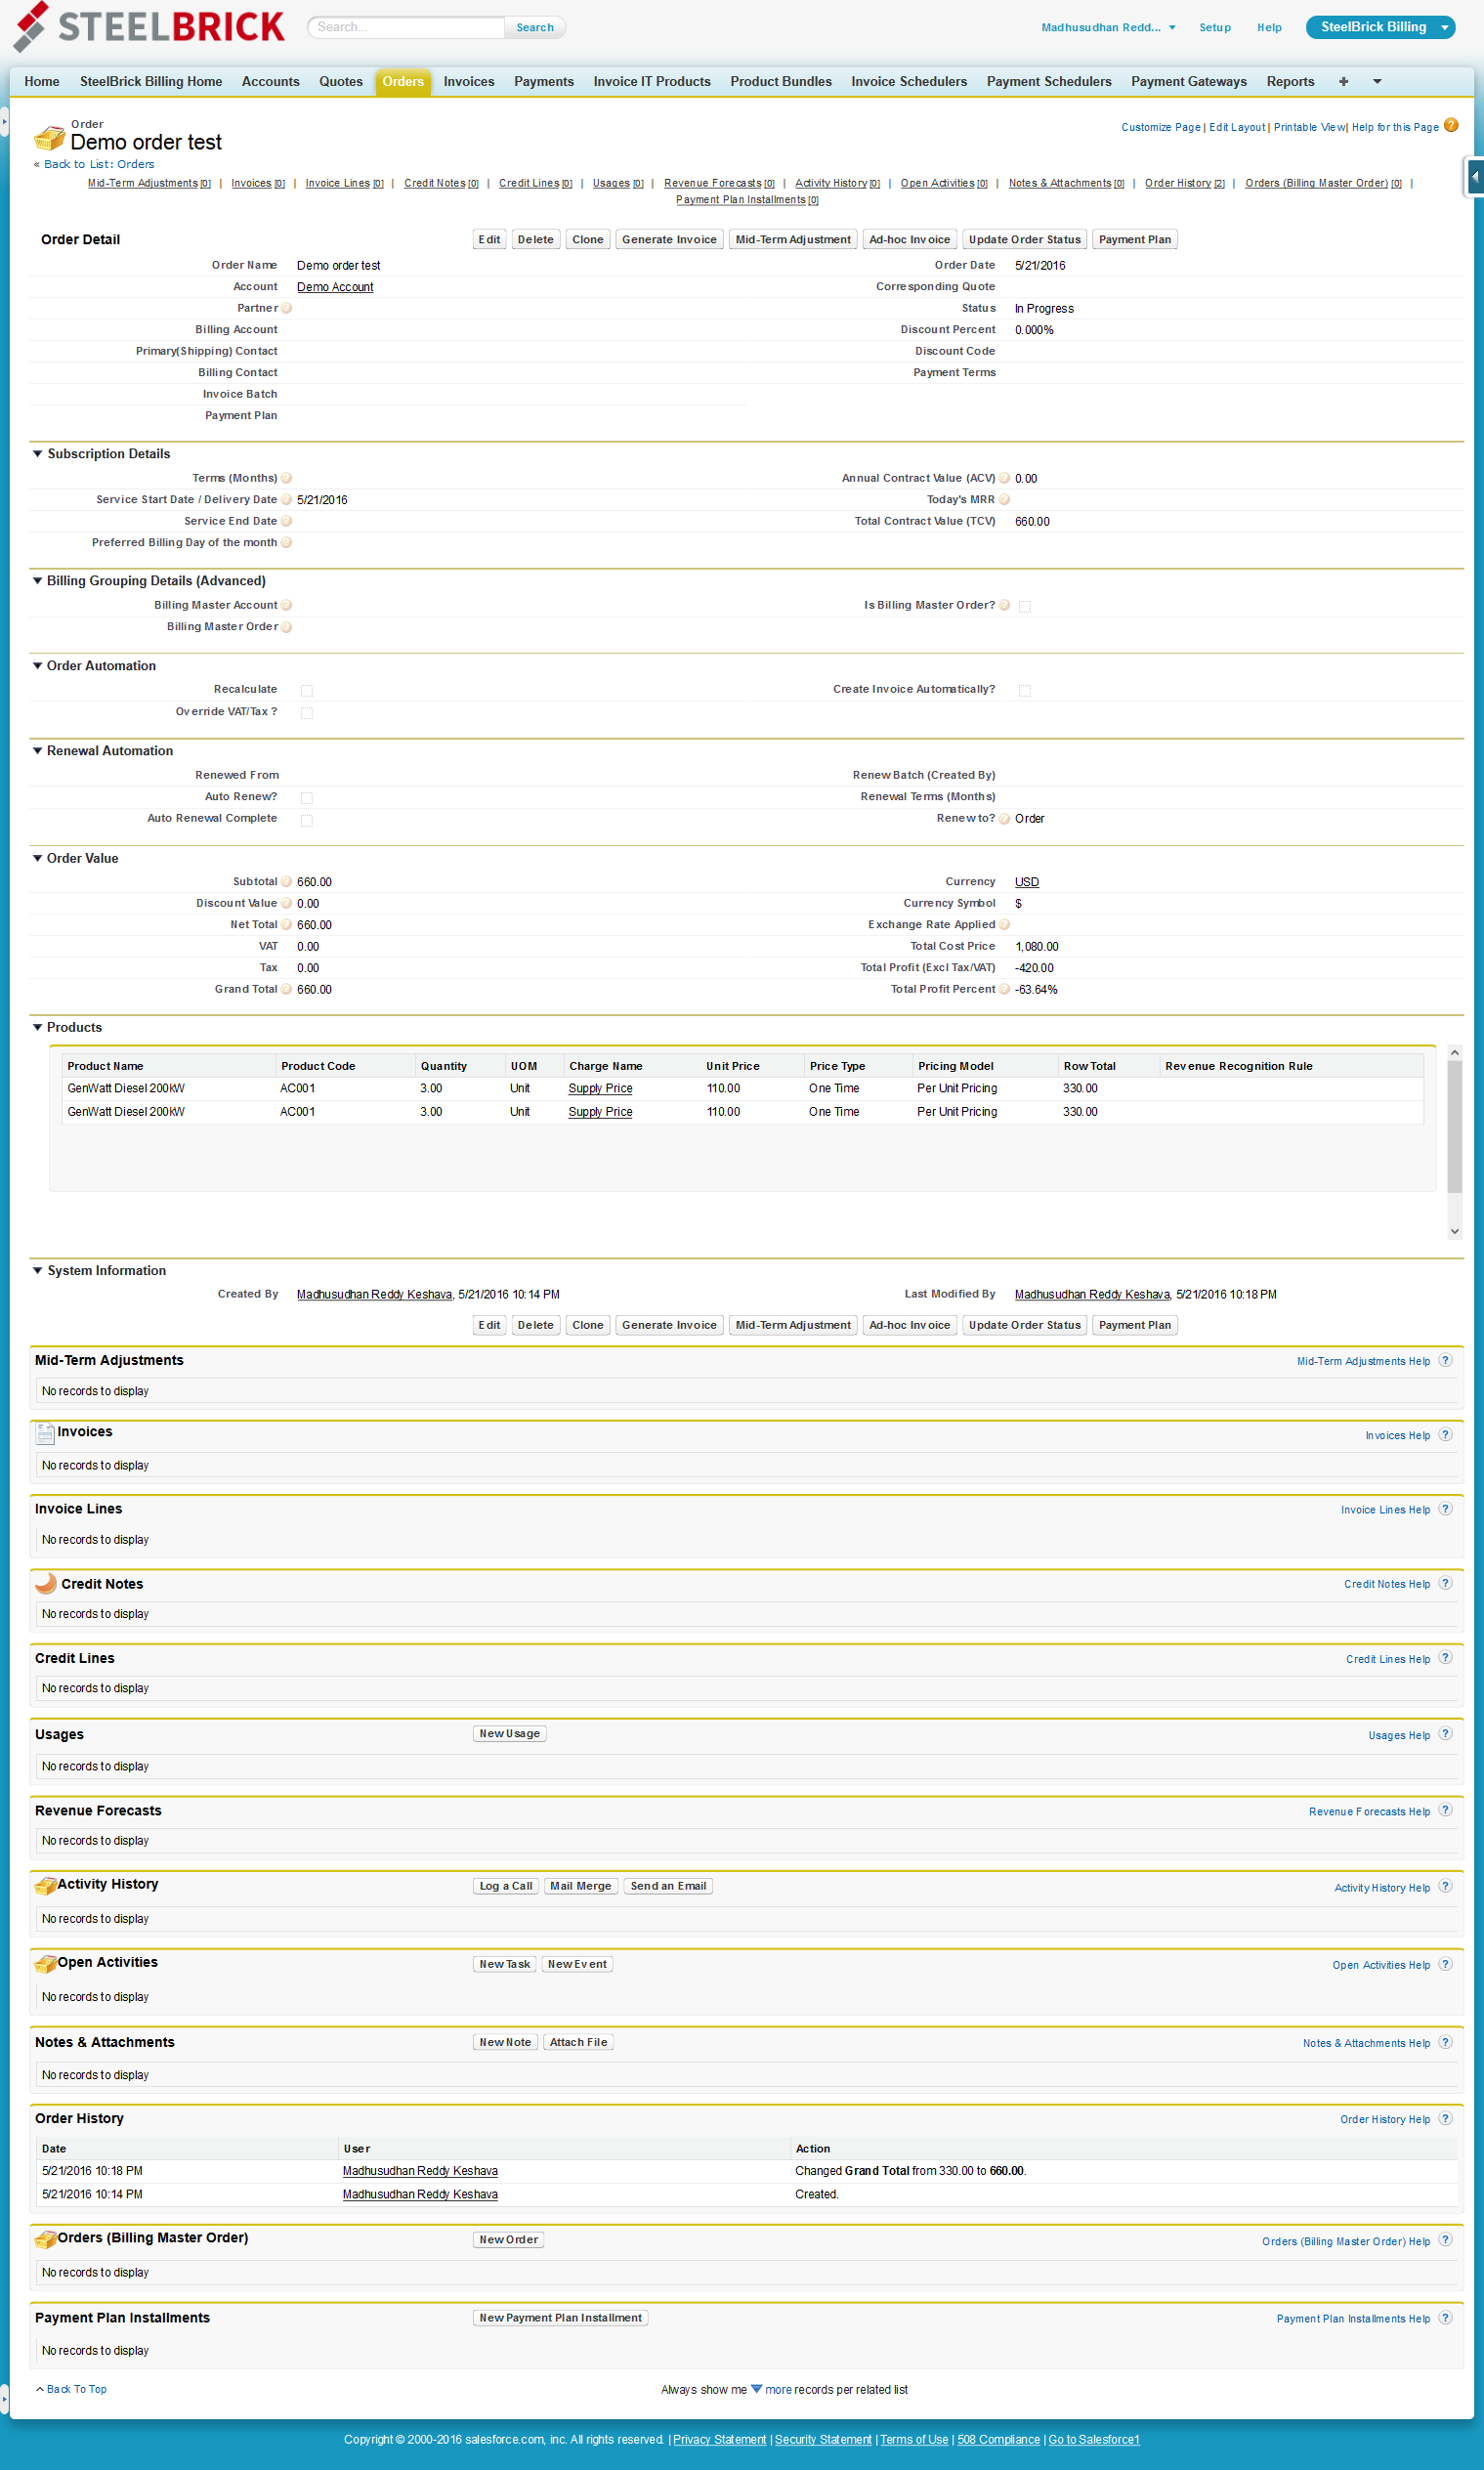 STEELBRICK
Search... Search Madhusudhan Redd... Setup Help SteelBrick Billing
Home SteelBrick Billing Home Accounts Quotes Orders Invoices Payments Invoice IT Products Product Bundles Invoice Schedulers Payment Schedulers Payment Gateways Reports +
Order
Demo order test
Customize Page | Edit Layout | Printable View | Help for this Page ?
« Back to List: Orders
Mid-Term Adjustments [0] | Invoices [0] | Invoice Lines [0] | Credit Notes [0] | Credit Lines [0] | Usages [0] | Revenue Forecasts [0] | Activity History [0] | Open Activities [0] | Notes & Attachments [0] | Order History [2] | Orders (Billing Master Order) [0] |
Payment Plan Installments [0]
Order Detail Edit Delete Clone Generate Invoice Mid-Term Adjustment Ad-hoc Invoice Update Order Status Payment Plan
Order Name Demo order test Order Date 5/21/2016
Account Demo Account Corresponding Quote
Partner ? Status In Progress
Billing Account Discount Percent 0.000%
Primary(Shipping) Contact Discount Code
Billing Contact Payment Terms
Invoice Batch
Payment Plan
Subscription Details
Terms (Months) ? Annual Contract Value (ACV) ? 0.00
Service Start Date / Delivery Date ? 5/21/2016 Today's MRR ?
Service End Date ? Total Contract Value (TCV) 660.00
Preferred Billing Day of the month ?
Billing Grouping Details (Advanced)
Billing Master Account ? Is Billing Master Order? ?
Billing Master Order ?
Order Automation
Recalculate Create Invoice Automatically?
Override VAT/Tax ?
Renewal Automation
Renewed From Renew Batch (Created By)
Auto Renew? Renewal Terms (Months)
Auto Renewal Complete Renew to? ? Order
Order Value
Subtotal ? 660.00 Currency USD
Discount Value ? 0.00 Currency Symbol $
Net Total ? 660.00 Exchange Rate Applied ?
VAT 0.00 Total Cost Price 1,080.00
Tax 0.00 Total Profit (Excl Tax/VAT) -420.00
Grand Total ? 660.00 Total Profit Percent ? -63.64%
Products
Product Name Product Code Quantity UOM Charge Name Unit Price Price Type Pricing Model Row Total Revenue Recognition Rule
GenWatt Diesel 200kW AC001 3.00 Unit Supply Price 110.00 One Time Per Unit Pricing 330.00
GenWatt Diesel 200kW AC001 3.00 Unit Supply Price 110.00 One Time Per Unit Pricing 330.00
System Information
Created By Madhusudhan Reddy Keshava, 5/21/2016 10:14 PM Last Modified By Madhusudhan Reddy Keshava, 5/21/2016 10:18 PM
Edit Delete Clone Generate Invoice Mid-Term Adjustment Ad-hoc Invoice Update Order Status Payment Plan
Mid-Term Adjustments Mid-Term Adjustments Help ?
No records to display
Invoices Invoices Help ?
No records to display
Invoice Lines Invoice Lines Help ?
No records to display
Credit Notes Credit Notes Help ?
No records to display
Credit Lines Credit Lines Help ?
No records to display
Usages New Usage Usages Help ?
No records to display
Revenue Forecasts Revenue Forecasts Help ?
No records to display
Activity History Log a Call Mail Merge Send an Email Activity History Help ?
No records to display
Open Activities New Task New Event Open Activities Help ?
No records to display
Notes & Attachments New Note Attach File Notes & Attachments Help ?
No records to display
Order History Order History Help ?
Date User Action
5/21/2016 10:18 PM Madhusudhan Reddy Keshava Changed Grand Total from 330.00 to 660.00.
5/21/2016 10:14 PM Madhusudhan Reddy Keshava Created.
Orders (Billing Master Order) New Order Orders (Billing Master Order) Help ?
No records to display
Payment Plan Installments New Payment Plan Installment Payment Plan Installments Help ?
No records to display
Back To Top Always show me more records per related list
Copyright © 2000-2016 salesforce.com, inc. All rights reserved. | Privacy Statement | Security Statement | Terms of Use | 508 Compliance | Go to Salesforce1